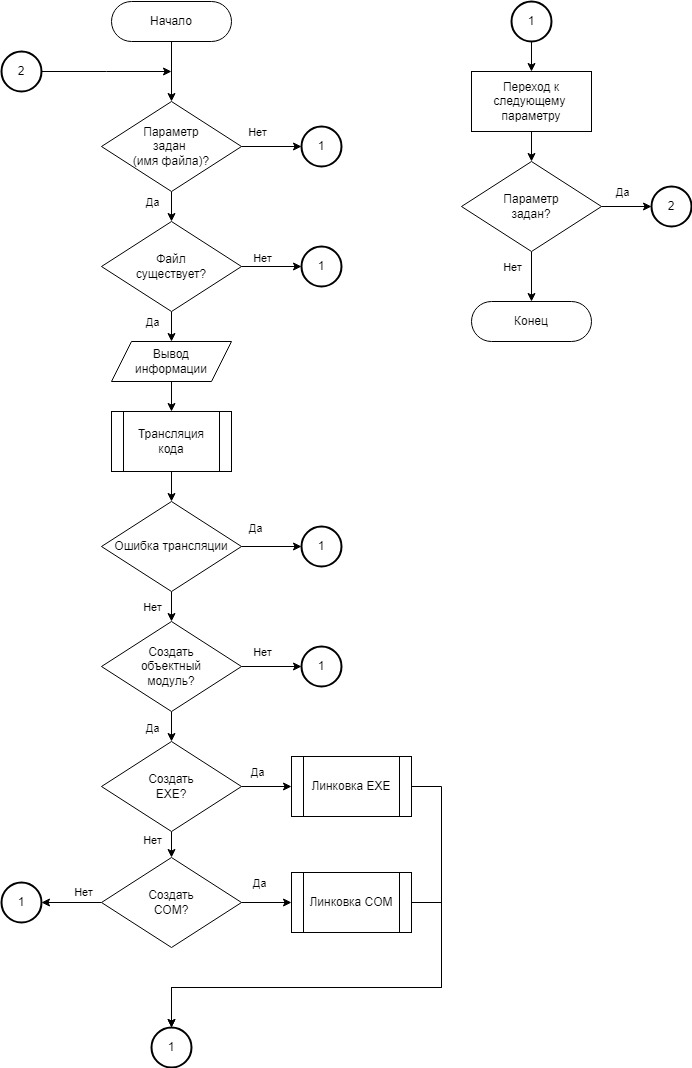 Начало
2
Параметр
задан
(имя файла)?
Нет
1
Да
Файл
существует?
Нет
1
Да
Вывод
информации
Трансляция
кода
Ошибка трансляции
Да
1
Нет
Создать
объектный
модуль?
Нет
1
Да
Создать
EXE?
Да
Линковка EXE
Нет
Создать
COM?
Нет
1
Да
Линковка COM
1
1
Переход к
следующему
параметру
Параметр
задан?
Да
2
Нет
Конец